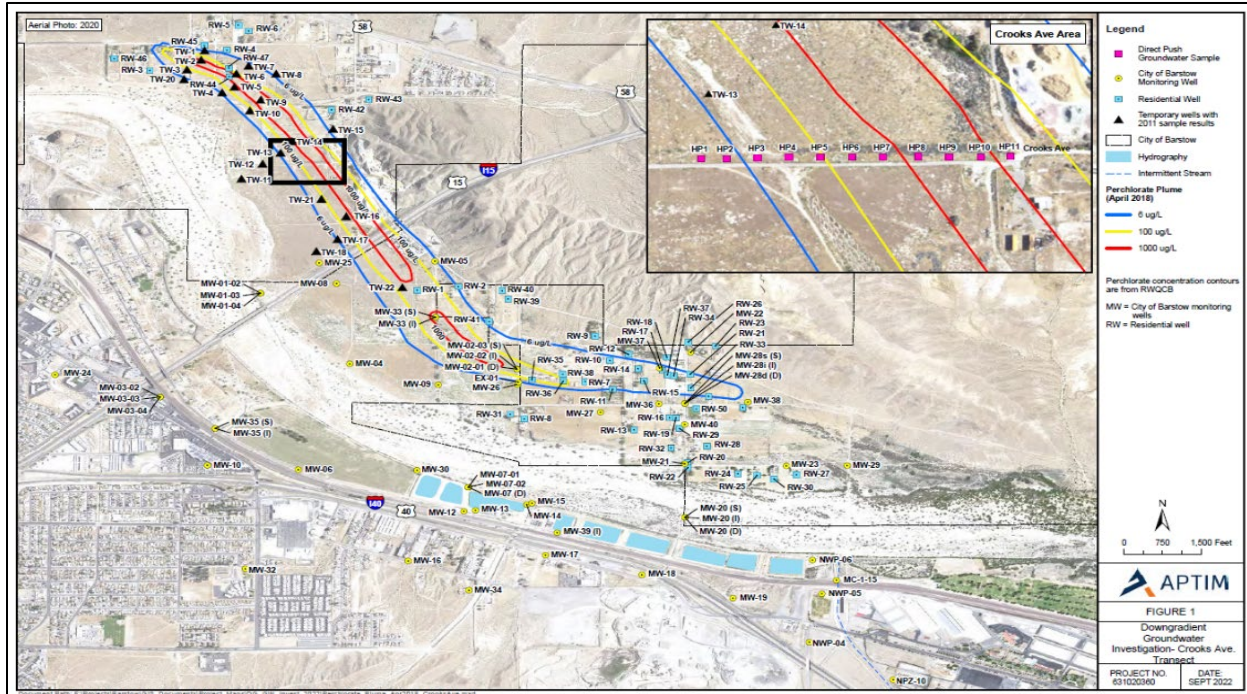 Aerial Photo: 2020
RW-5
RW-6
58
RW-45
TW-1
RW-4
RW-46
TW-2
RW-47
TW-7
RW-3
TW-3
TW-6
TW-8
TW-20
RW-44
TW-5
6 ug/L
58
TW-4
TW-9
RW-43
TW-10
RW-42
TW-15
TW-14
TW-13
100 ug/L
TW-12
TW-11
I15
15
1000 ug/L
TW-21
TW-16
6 ug/L
100 ug/L
TW-17
TW-18
MW-25
MW-05
MW-08
MW-01-02
MW-01-03
MW-01-04
TW-22
RW-1
RW-2
RW-40
RW-39
MW-33 (S)
MW-33 (I)
RW-41
1000
6 ug/L
MW-02-03 (S)
MW-02-02 (I)
MW-02-01 (D)
EX-01
MW-26
RW-9
RW-37
RW-18
RW-34
RW-17
MW-37
RW-12
RW-26
MW-22
RW-23
RW-21
RW-33
RW-35
RW-10
RW-38
RW-14
MW-28s (S)
MW-28i (I)
MW-28d (D)
MW-04
MW-24
MW-09
RW-36
RW-7
RW-11
RW-15
MW-03-02
MW-03-03
MW-03-04
MW-36
RW-50
MW-38
RW-31
RW-8
MW-27
RW-16
MW-40
MW-35 (S)
MW-35 (I)
RW-13
RW-19
RW-29
RW-32
RW-28
MW-10
MW-06
MW-30
MW-21
RW-20
RW-22
RW-24
RW-25
MW-23
RW-27
RW-30
MW-29
MW-07-01
MW-07-02
MW-07 (D)
I40
40
MW-12
MW-13
MW-15
MW-14
MW-20 (S)
MW-20 (I)
MW-20 (D)
MW-39 (I)
MW-32
MW-16
MW-17
MW-18
NWP-06
MW-34
MC-1-15
MW-19
NWP-05
NWP-04
NPZ-10
Crooks Ave Area
TW-14
TW-13
HP1
HP2
HP3
HP4
HP5
HP6
HP7
HP8
HP9
HP10
HP11
Crooks Ave
Legend
Direct Push
Groundwater Sample
City of Barstow
Monitoring Well
Residential Well
Temporary wells with
2011 sample results
City of Barstow
Hydrography
Intermittent Stream
Perchlorate Plume
(April 2018)
6 ug/L
100 ug/L
1000 ug/L
Perchlorate concentration contours
are from RWQCB
MW = City of Barstow monitoring
wells
RW = Residential well
N
0 750 1,500 Feet
APTIM
FIGURE 1
Downgradient
Groundwater
Investigation- Crooks Ave.
Transect
PROJECT NO.
631020360
DATE:
SEPT 2022